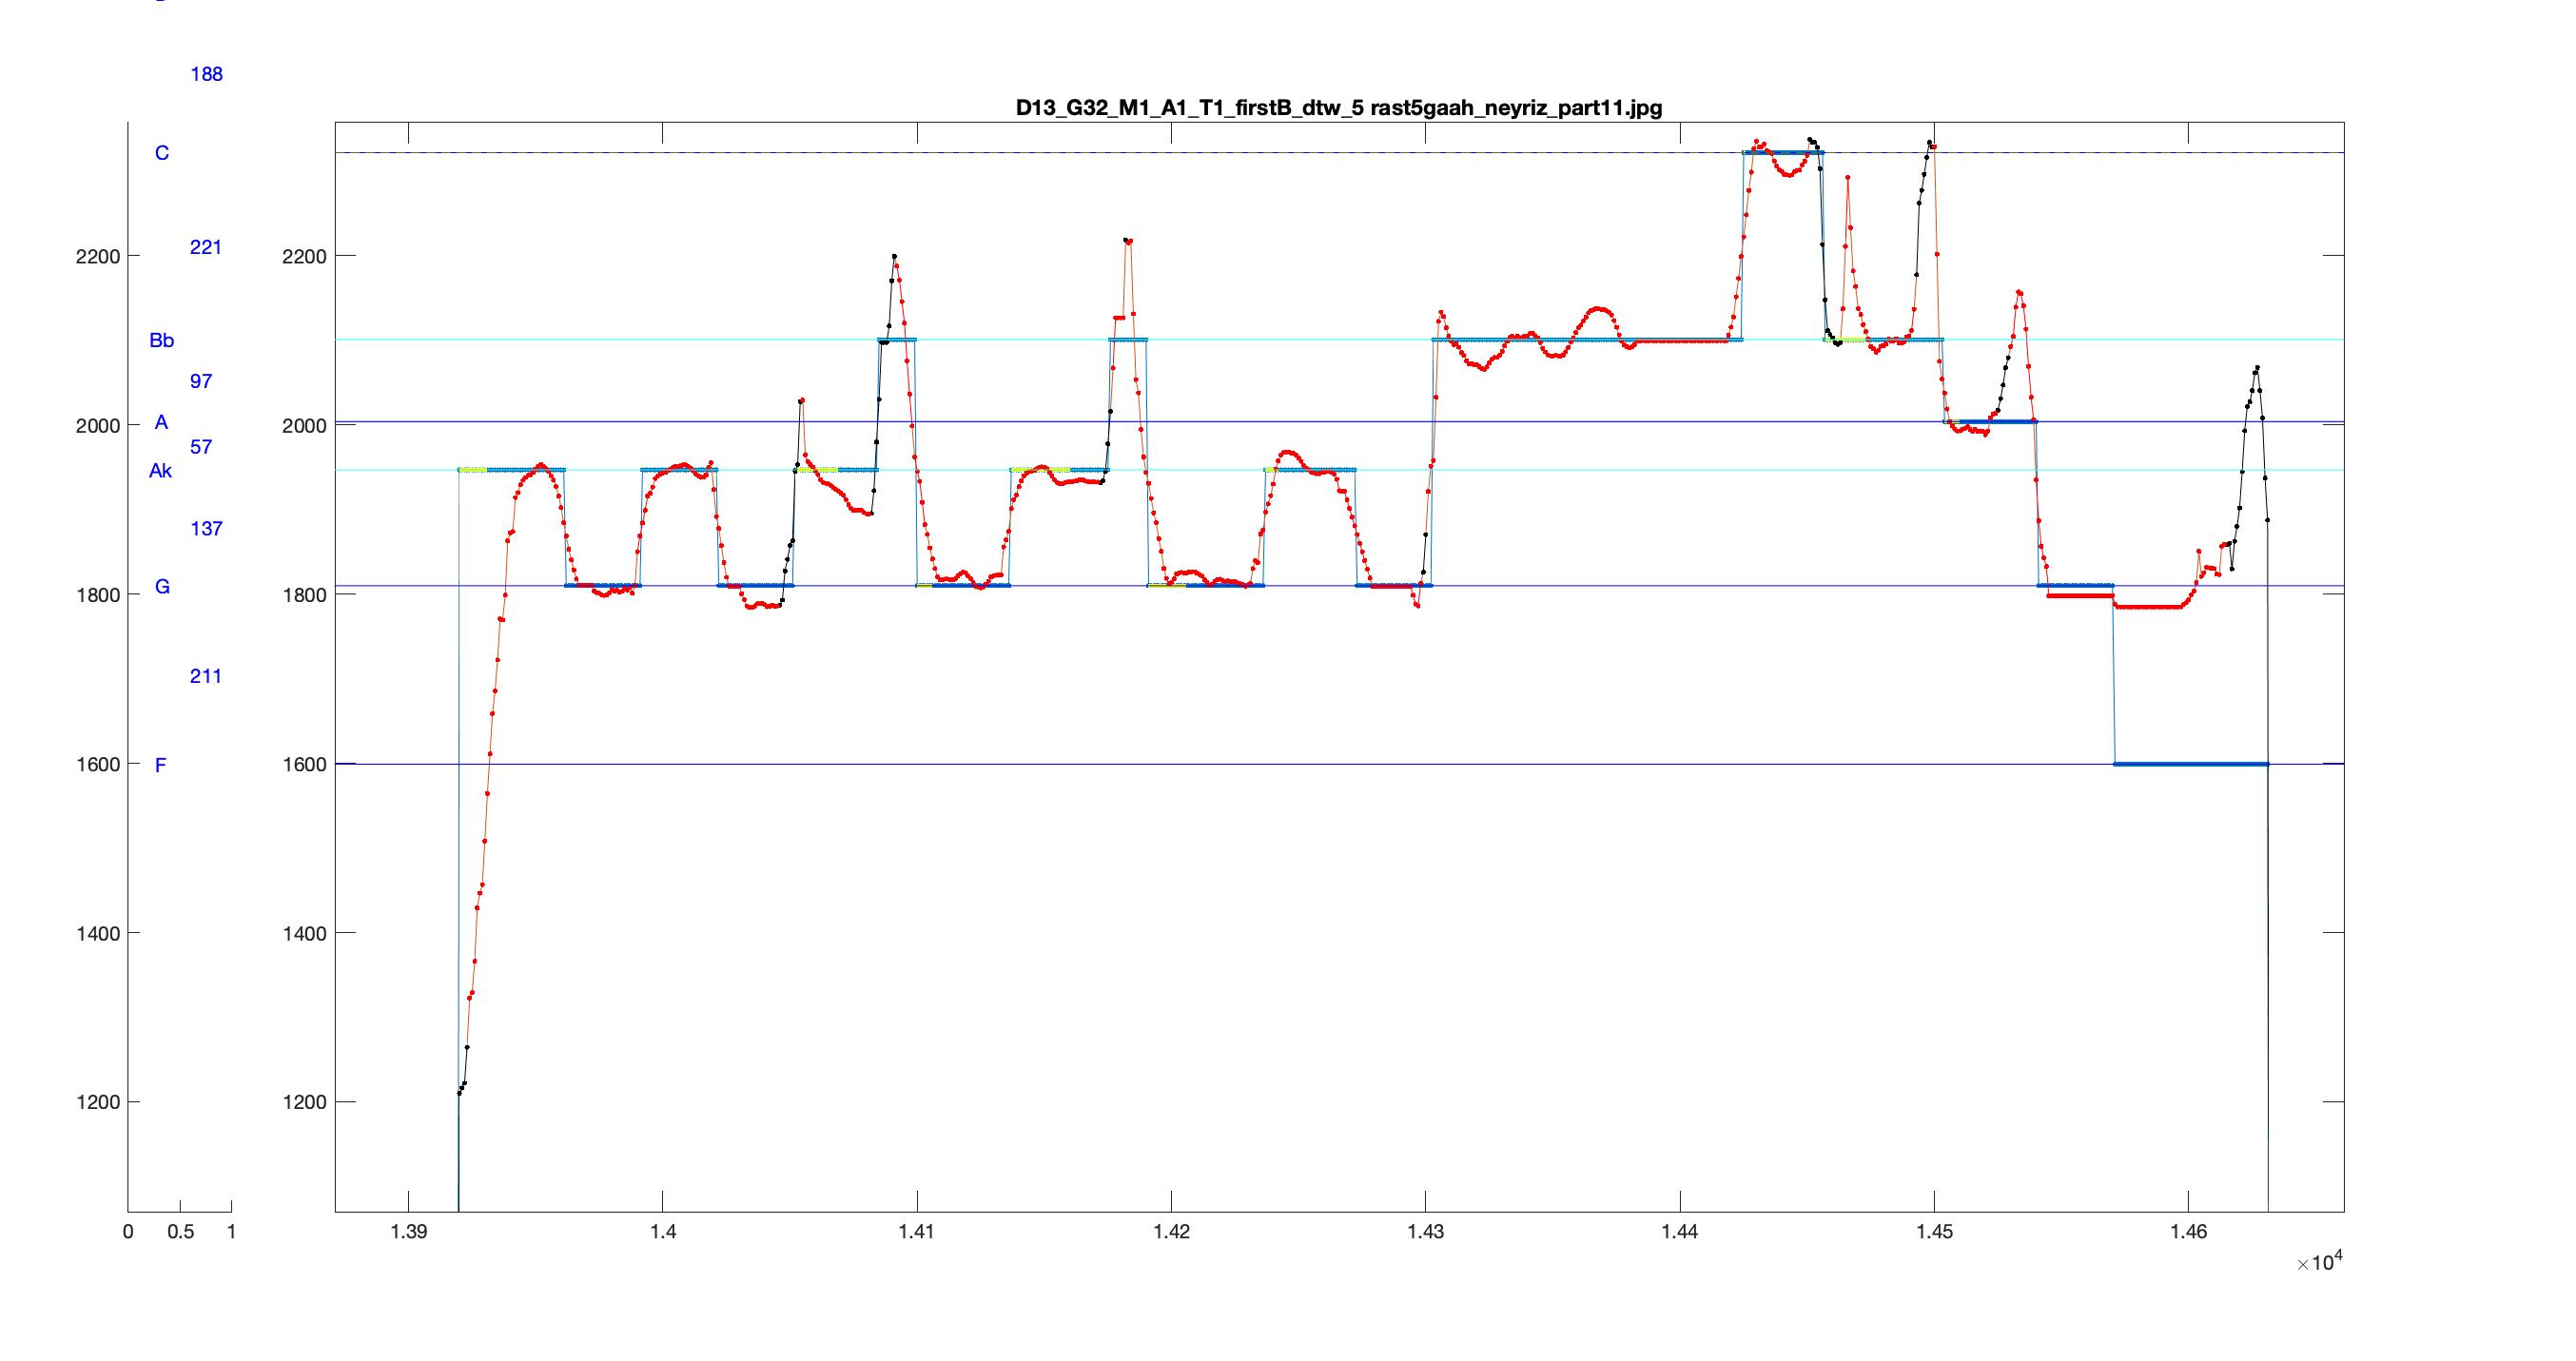 188
D13_G32_M1_A1_T1_firstB_dtw_5 rast5gaah_neyriz_part11.jpg
C
221
2200 2200
Bb
97
A
2000 2000
57
Ak
137
G
1800 1800
211
F
1600 1600
1400 1400
1200 1200
0 0.5 1 1.39 1.4 1.41 1.42 1.43 1.44 1.45 1.46
×10^4